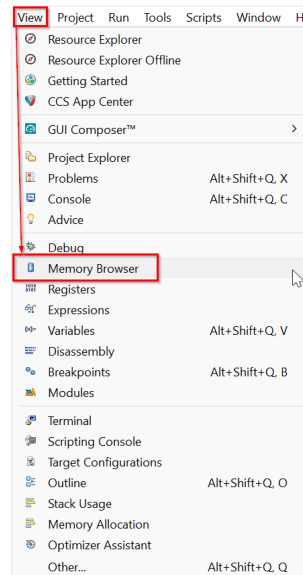 View Project Run Tools Scripts Window H
Resource Explorer
Resource Explorer Offline
Getting Started
CCS App Center
GUI Composer™
Project Explorer
Problems Alt+Shift+Q, X
Console Alt+Shift+Q, C
Advice
Debug
Memory Browser
Registers
Expressions
Variables Alt+Shift+Q, V
Disassembly
Breakpoints Alt+Shift+Q, B
Modules
Terminal
Scripting Console
Target Configurations
Outline Alt+Shift+Q, O
Stack Usage
Memory Allocation
Optimizer Assistant
Other... Alt+Shift+Q, Q